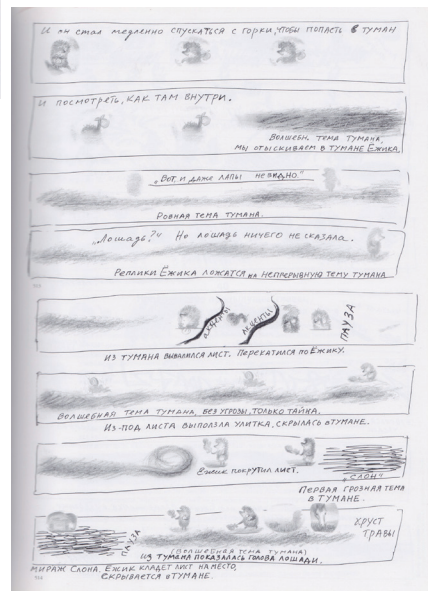 И он стал медленно спускаться с горки, чтобы попасть в туман
и посмотреть, как там внутри.
Волшебн. тема тумана,
мы отыскиваем в тумане Ежика.
„Вот, и даже лапы не видно."
Ровная тема тумана.
„Лошадь?" Но лошадь ничего не сказала.
Реплики Ежика ложатся на непрерывную тему тумана
акценты
акценты
пауза
из тумана вывалился лист. Перекатился по Ежику.
Волшебная тема тумана, без угрозы, только тайна.
Из-под листа выползла улитка, скрылась в тумане.
Ежик покрутил лист.
„Слон"
Первая грозная тема
в тумане.
пауза
хруст
травы
(Волшебная тема тумана)
из тумана показалась голова лошади.
Мираж слона. Ежик кладет лист на место,
скрывается в тумане.